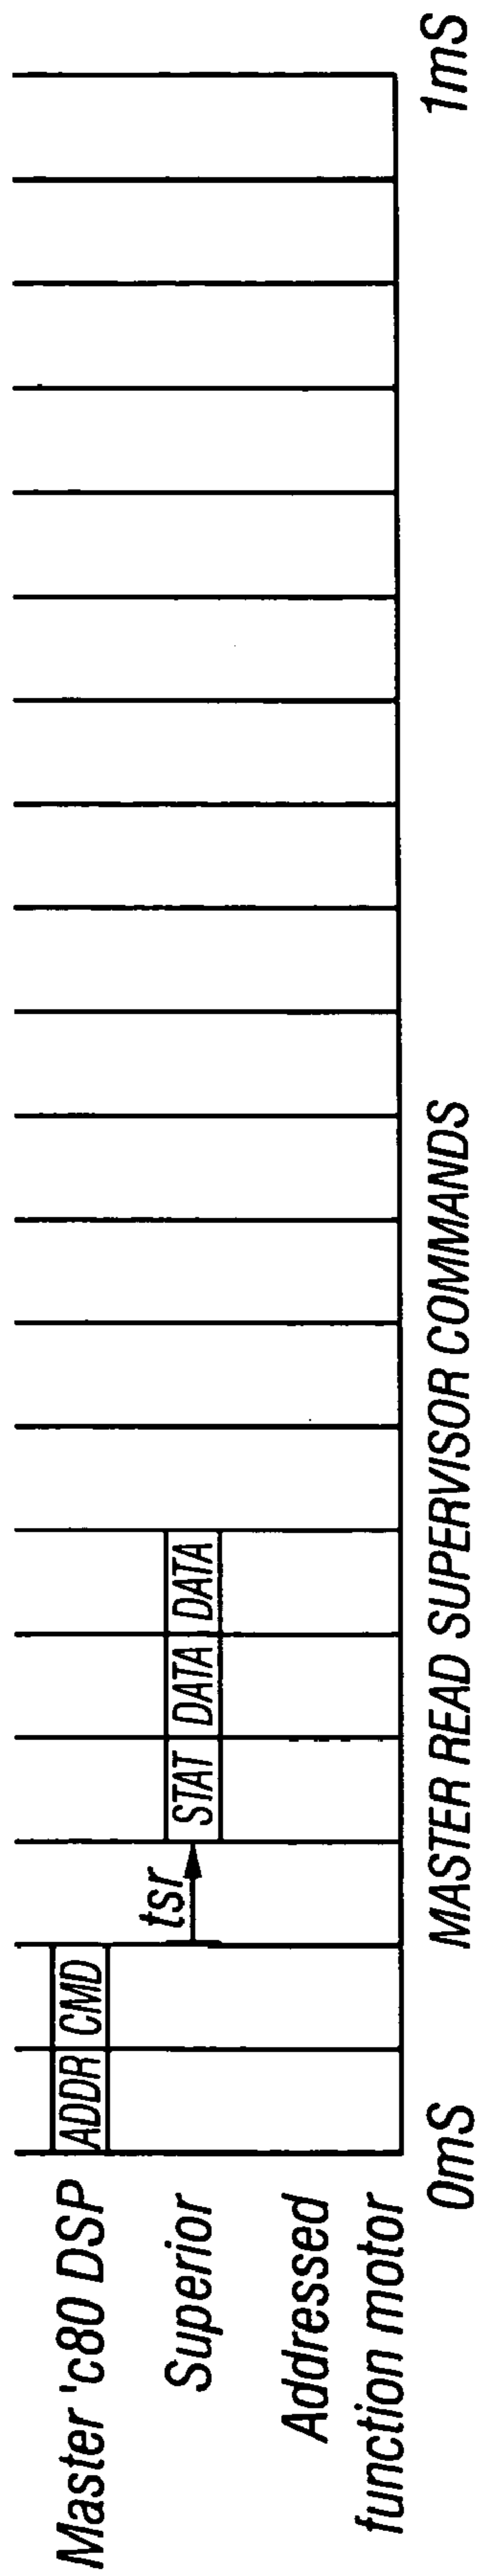 Master 'c80 DSP
ADDR CMD
tsr
Superior
STAT DATA DATA
Addressed
function motor
0mS
MASTER READ SUPERVISOR COMMANDS
1mS